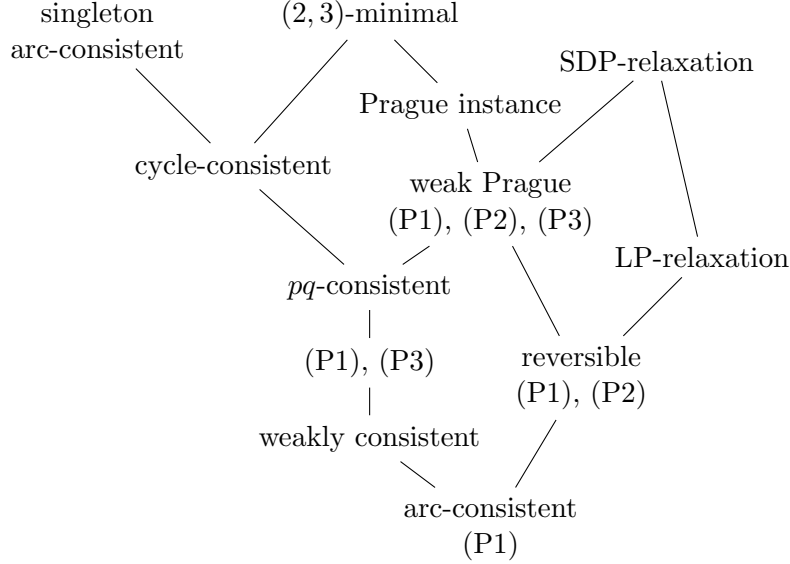 singleton
arc-consistent
(2, 3)-minimal
SDP-relaxation
Prague instance
cycle-consistent
weak Prague
(P1), (P2), (P3)
LP-relaxation
pq-consistent
(P1), (P3)
reversible
(P1), (P2)
weakly consistent
arc-consistent
(P1)